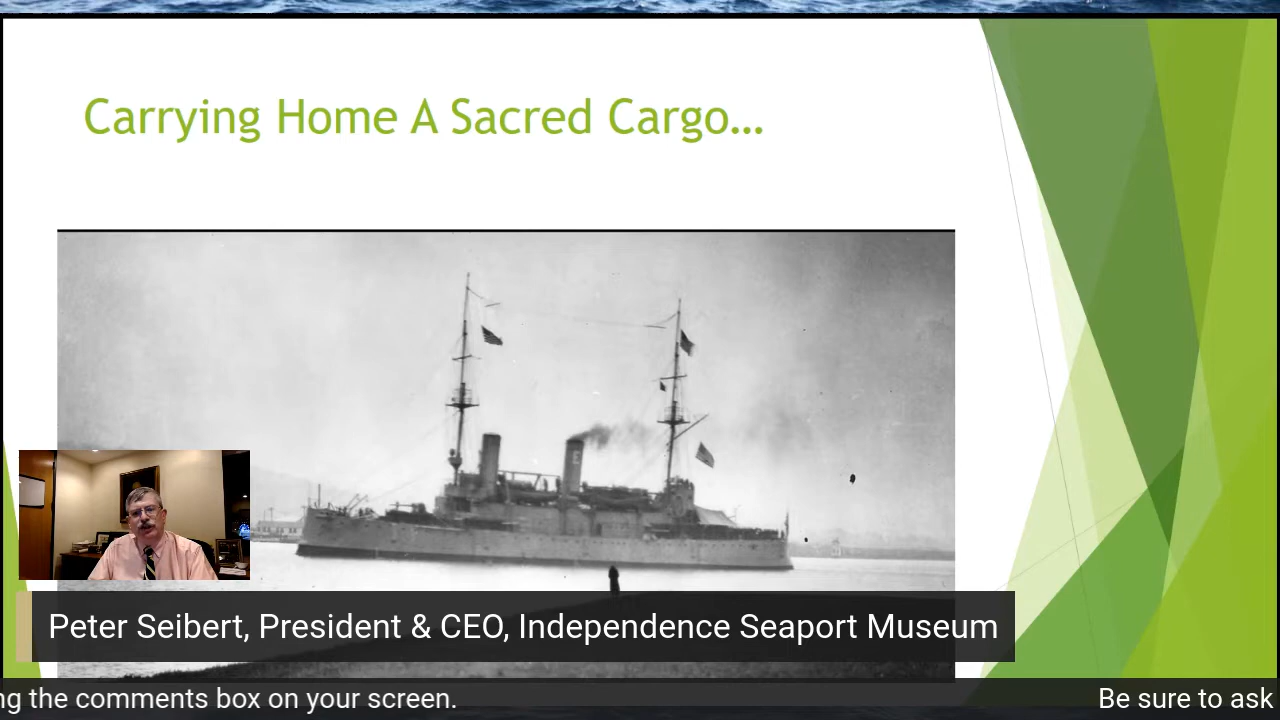 Carrying Home A Sacred Cargo…
E
Peter Seibert, President & CEO, Independence Seaport Museum
ng the comments box on your screen.
Be sure to ask